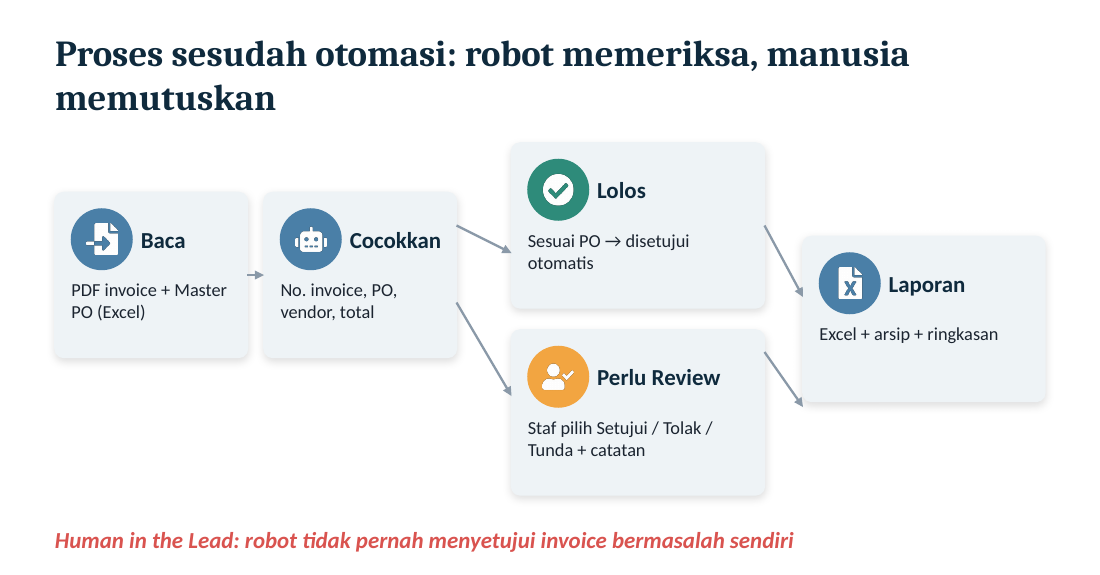 Proses sesudah otomasi: robot memeriksa, manusia
memutuskan
Baca
PDF invoice + Master
PO (Excel)
Cocokkan
No. invoice, PO,
vendor, total
Lolos
Sesuai PO → disetujui
otomatis
Perlu Review
Staf pilih Setujui / Tolak /
Tunda + catatan
Laporan
Excel + arsip + ringkasan
Human in the Lead: robot tidak pernah menyetujui invoice bermasalah sendiri